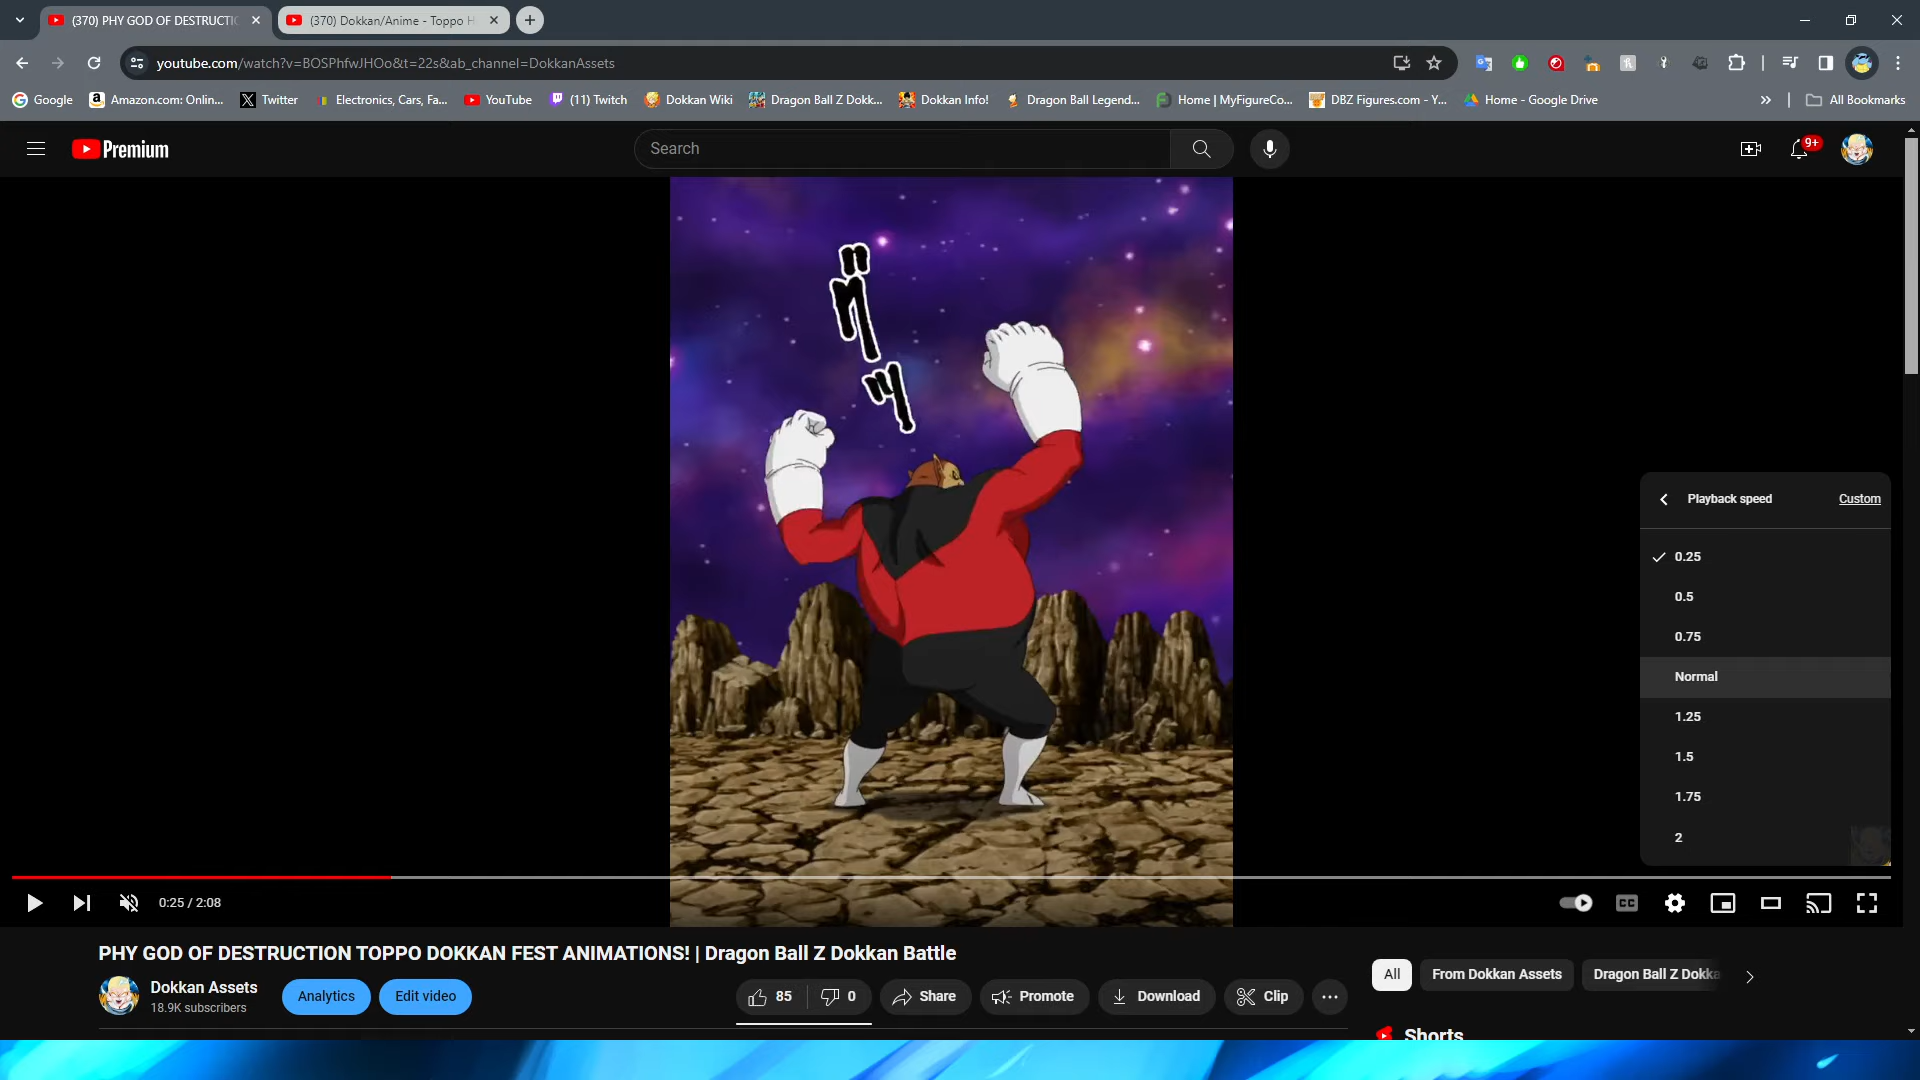 (370) PHY GOD OF DESTRUCTIO
(370) Dokkan/Anime - Toppo H
youtube.com/watch?v=BOSPhfwJHOo&t=22s&ab_channel=DokkanAssets
Google
Amazon.com: Onlin...
Twitter
Electronics, Cars, Fa...
YouTube
(11) Twitch
Dokkan Wiki
Dragon Ball Z Dokk...
Dokkan Info!
Dragon Ball Legend...
Home | MyFigureCo...
DBZ Figures.com - Y...
Home - Google Drive
All Bookmarks
Premium
Search
9+
Playback speed
Custom
0.25
0.5
0.75
Normal
1.25
1.5
1.75
2
0:25 / 2:08
CC
PHY GOD OF DESTRUCTION TOPPO DOKKAN FEST ANIMATIONS! | Dragon Ball Z Dokkan Battle
Dokkan Assets
18.9K subscribers
Analytics
Edit video
85
0
Share
Promote
Download
Clip
All
From Dokkan Assets
Dragon Ball Z Dokka
Shorts